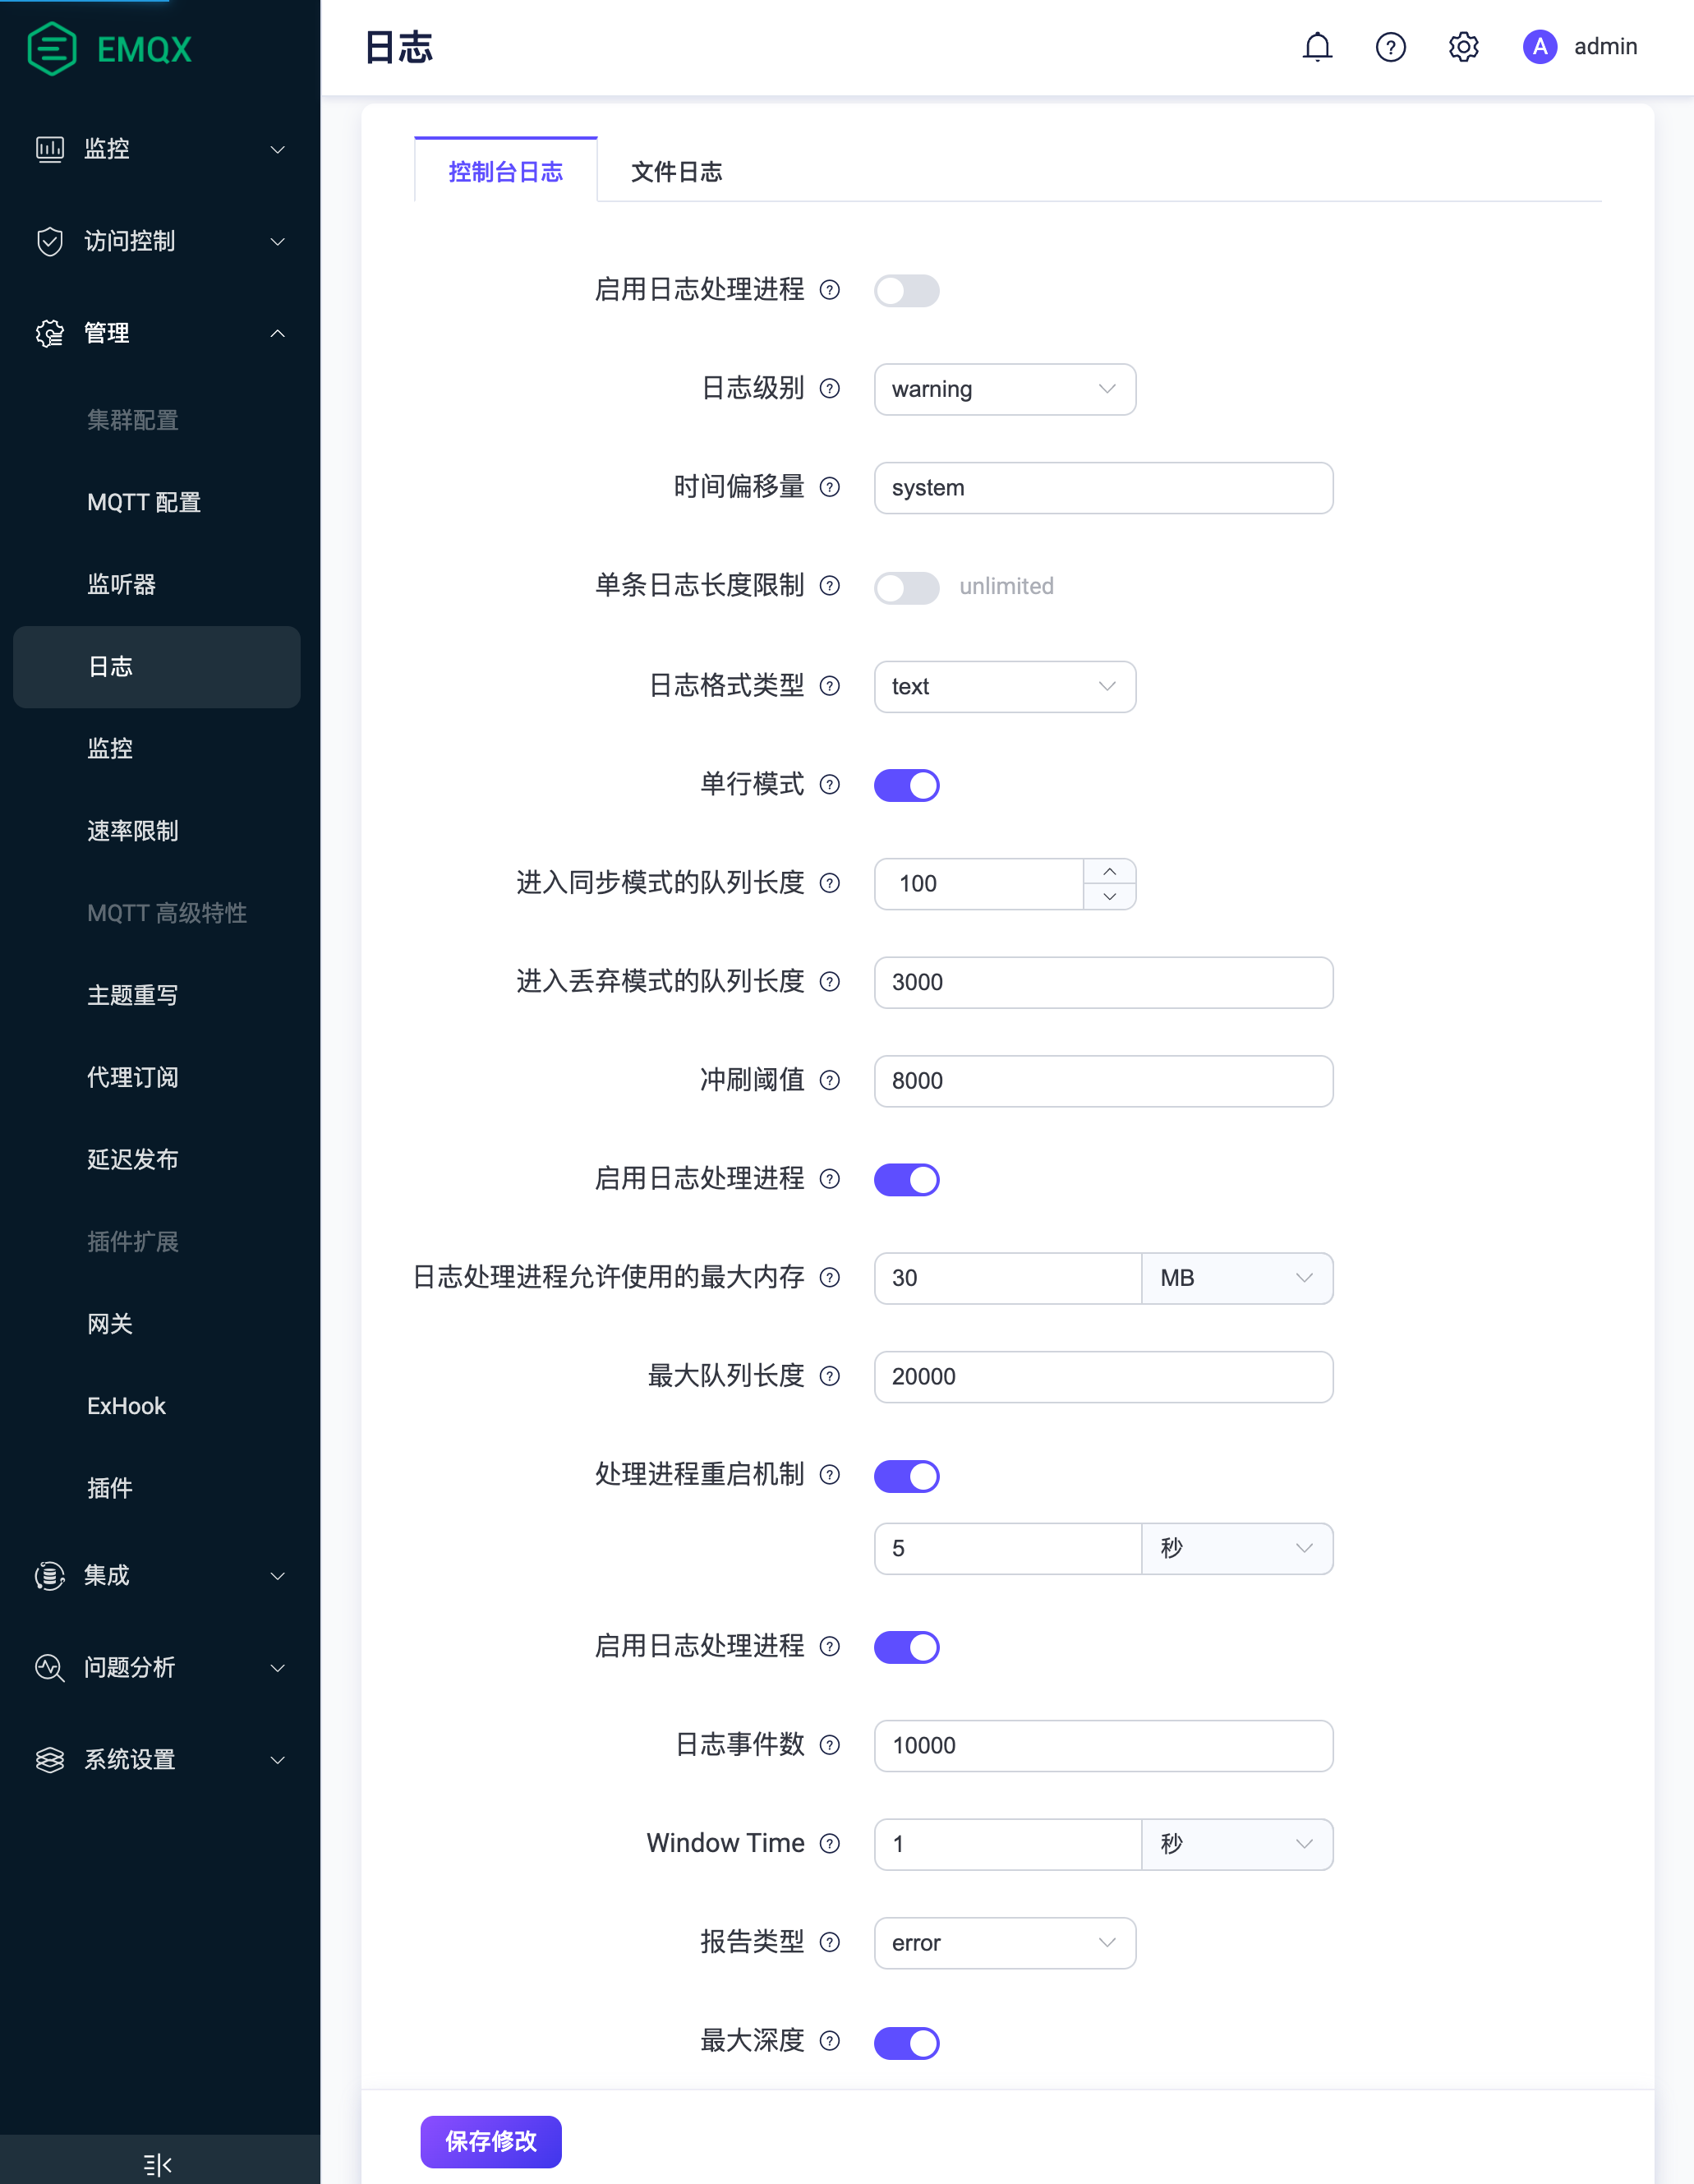 EMQX
监控
访问控制
管理
集群配置
MQTT 配置
监听器
日志
监控
速率限制
MQTT 高级特性
主题重写
代理订阅
延迟发布
插件扩展
网关
ExHook
插件
集成
问题分析
系统设置
日志
A admin
控制台日志 文件日志
启用日志处理进程
日志级别 warning
时间偏移量 system
单条日志长度限制 unlimited
日志格式类型 text
单行模式
进入同步模式的队列长度 100
进入丢弃模式的队列长度 3000
冲刷阈值 8000
启用日志处理进程
日志处理进程允许使用的最大内存 30 MB
最大队列长度 20000
处理进程重启机制
5 秒
启用日志处理进程
日志事件数 10000
Window Time 1 秒
报告类型 error
最大深度
保存修改